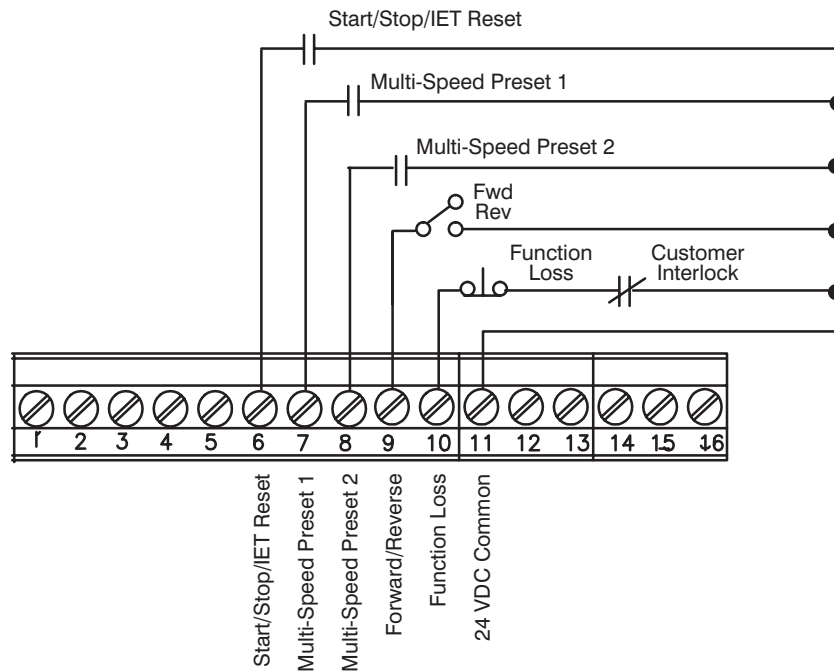 Start/Stop/IET Reset
Multi-Speed Preset 1
Multi-Speed Preset 2
Fwd
Rev
Function
Loss
Customer
Interlock
1 2 3 4 5 6 7 8 9 10 11 12 13 14 15 16
Start/Stop/IET Reset
Multi-Speed Preset 1
Multi-Speed Preset 2
Forward/Reverse
Function Loss
24 VDC Common